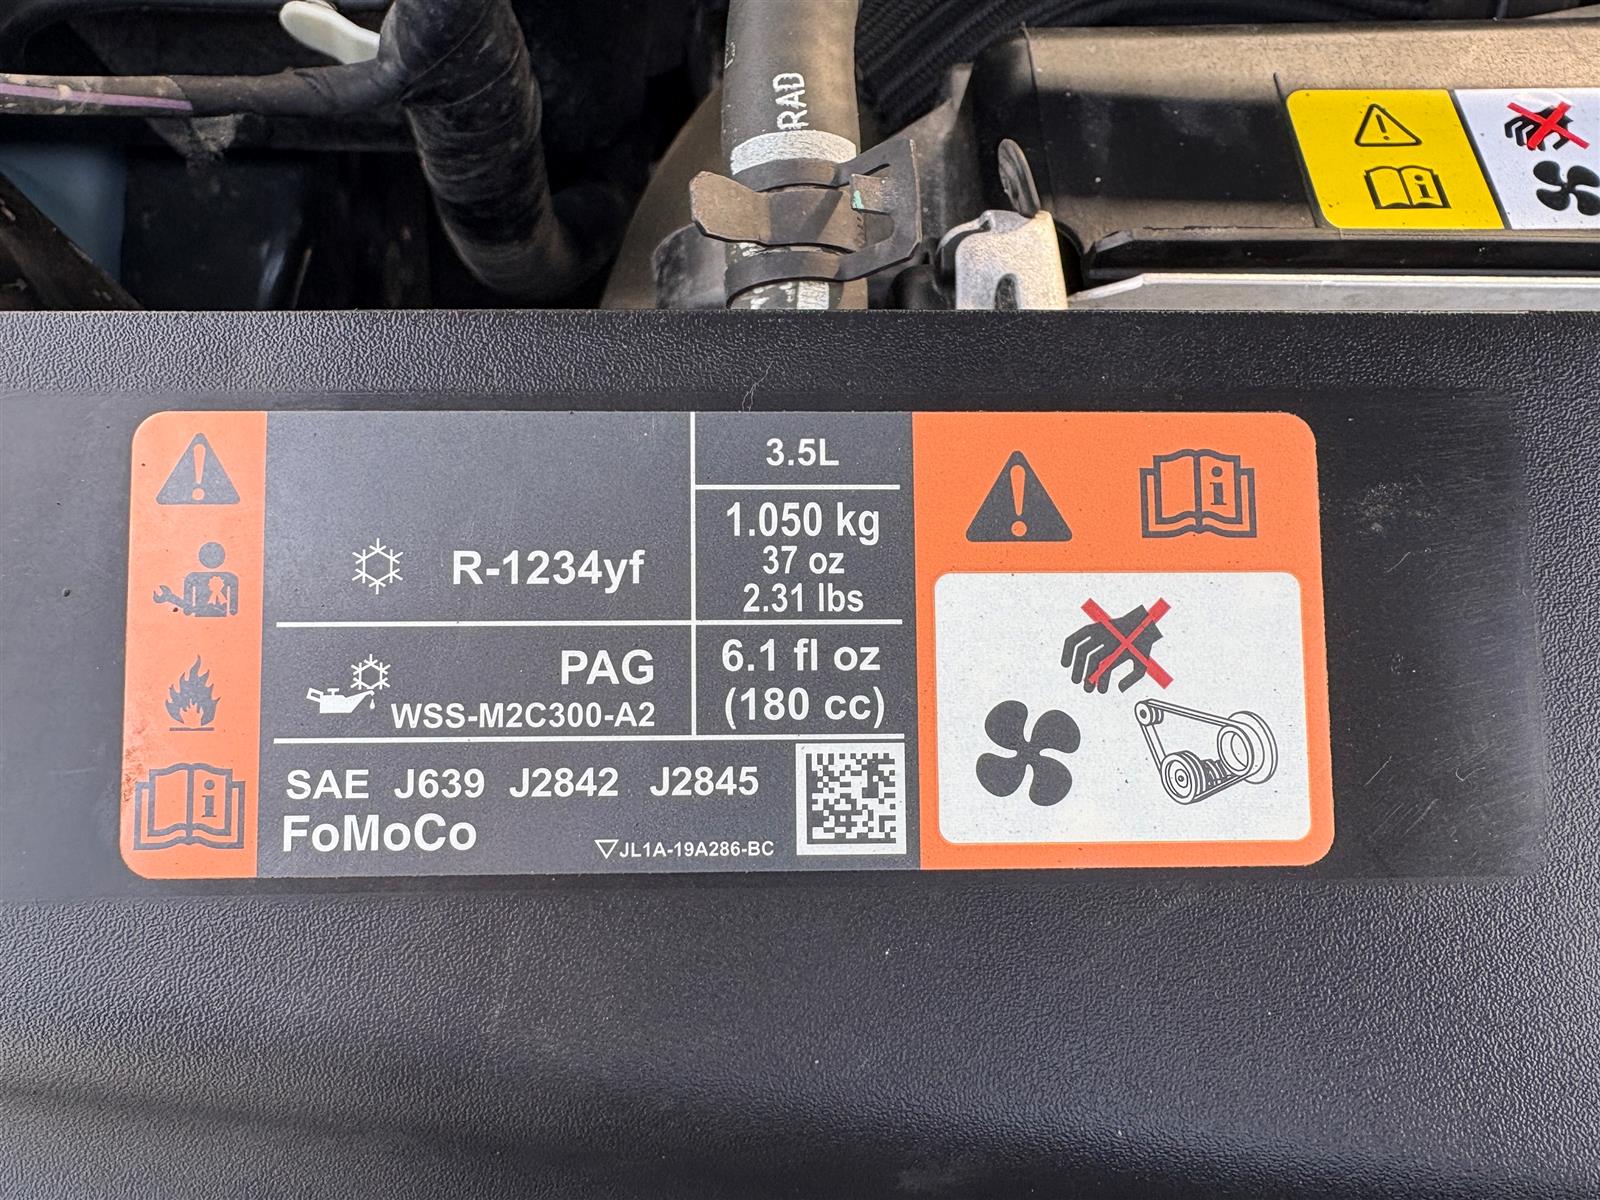 RAD
3.5L
1.050 kg
37 oz
2.31 lbs
R-1234yf
PAG
WSS-M2C300-A2
6.1 fl oz
(180 cc)
SAE J639 J2842 J2845
FoMoCo
JL1A-19A286-BC